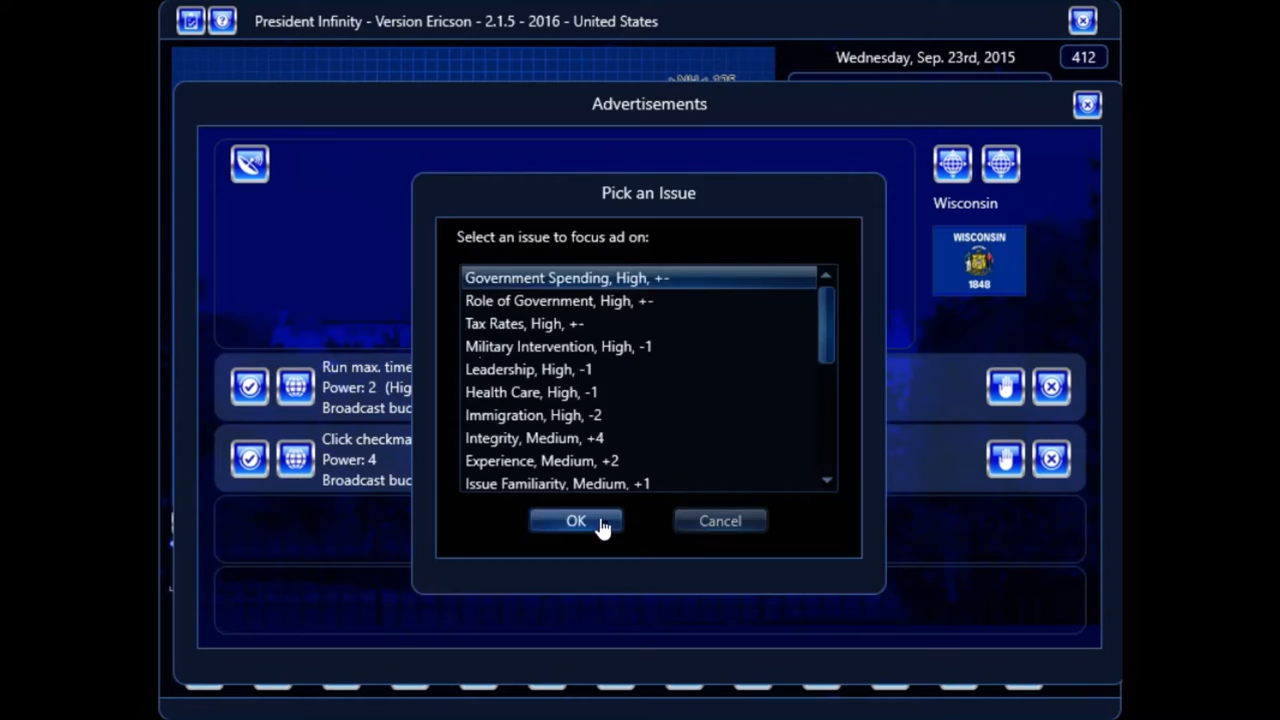 President Infinity - Version Ericson - 2.1.5 - 2016 - United States
Wednesday, Sep. 23rd, 2015
412
Advertisements
Wisconsin
WISCONSIN
1848
Pick an Issue
Select an issue to focus ad on:
Government Spending, High, +-
Role of Government, High, +-
Tax Rates, High, +-
Military Intervention, High, -1
Leadership, High, -1
Health Care, High, -1
Immigration, High, -2
Integrity, Medium, +4
Experience, Medium, +2
Issue Familiarity, Medium, +1
OK
Cancel
Run max. time
Power: 2 (Hig
Broadcast buc
Click checkma
Power: 4
Broadcast buc